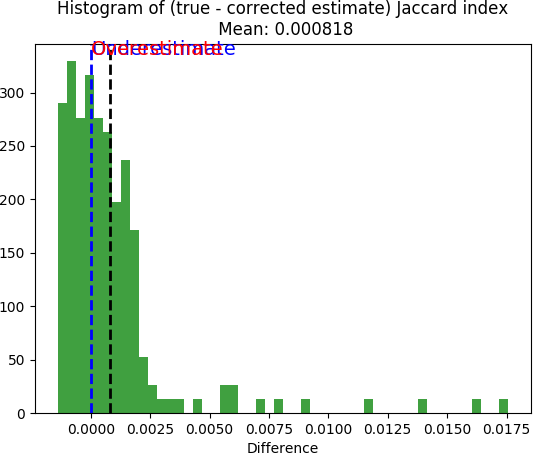 Histogram of (true - corrected estimate) Jaccard index
Mean: 0.000818
Underestimate
Overestimate
300
250
200
150
100
50
0
0.0000 0.0025 0.0050 0.0075 0.0100 0.0125 0.0150 0.0175
Difference